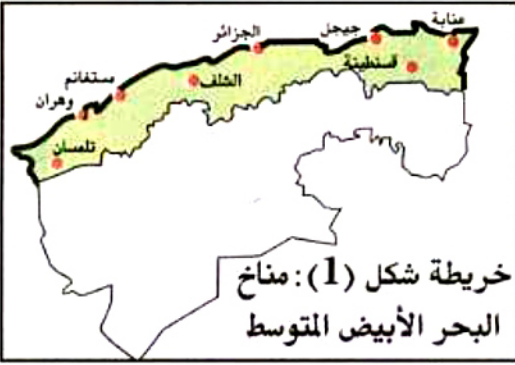 عنابة
جيجل
الجزائر
قسنطينة
الشلف
مستغانم
وهران
تلمسان
خريطة شكل (1): مناخ
البحر الأبيض المتوسط